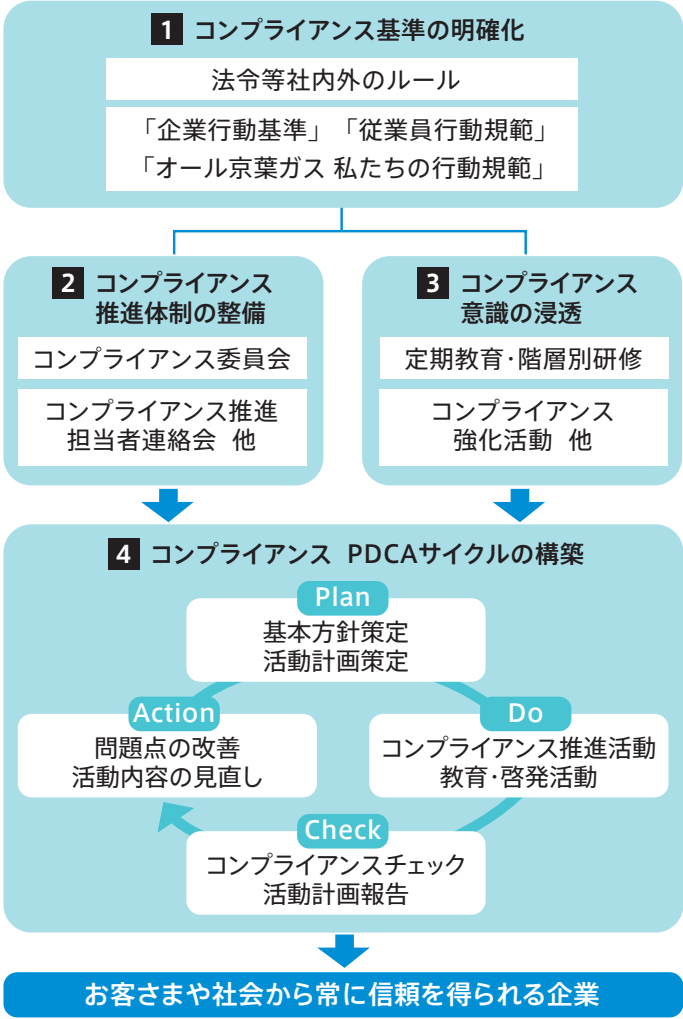 1 コンプライアンス基準の明確化
法令等社内外のルール
「企業行動基準」「従業員行動規範」
「オール京葉ガス 私たちの行動規範」
2 コンプライアンス
推進体制の整備
コンプライアンス委員会
コンプライアンス推進
担当者連絡会 他
3 コンプライアンス
意識の浸透
定期教育・階層別研修
コンプライアンス
強化活動 他
4 コンプライアンス PDCAサイクルの構築
Plan
基本方針策定
活動計画策定
Do
コンプライアンス推進活動
教育・啓発活動
Check
コンプライアンスチェック
活動計画報告
Action
問題点の改善
活動内容の見直し
お客さまや社会から常に信頼を得られる企業